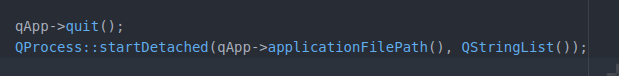 qApp->quit();
QProcess::startDetached(qApp->applicationFilePath(), QStringList());